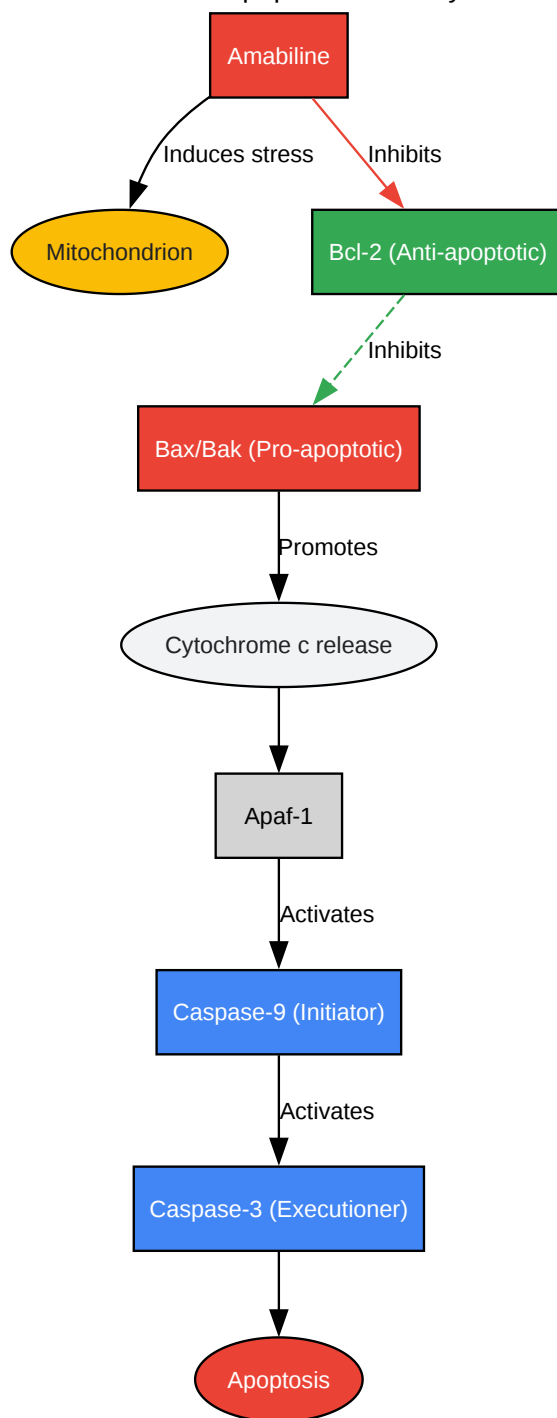 Amabiline
Induces stress
Inhibits
Mitochondrion
Bcl-2 (Anti-apoptotic)
Inhibits
Bax/Bak (Pro-apoptotic)
Promotes
Cytochrome c release
Apaf-1
Activates
Caspase-9 (Initiator)
Activates
Caspase-3 (Executioner)
Apoptosis